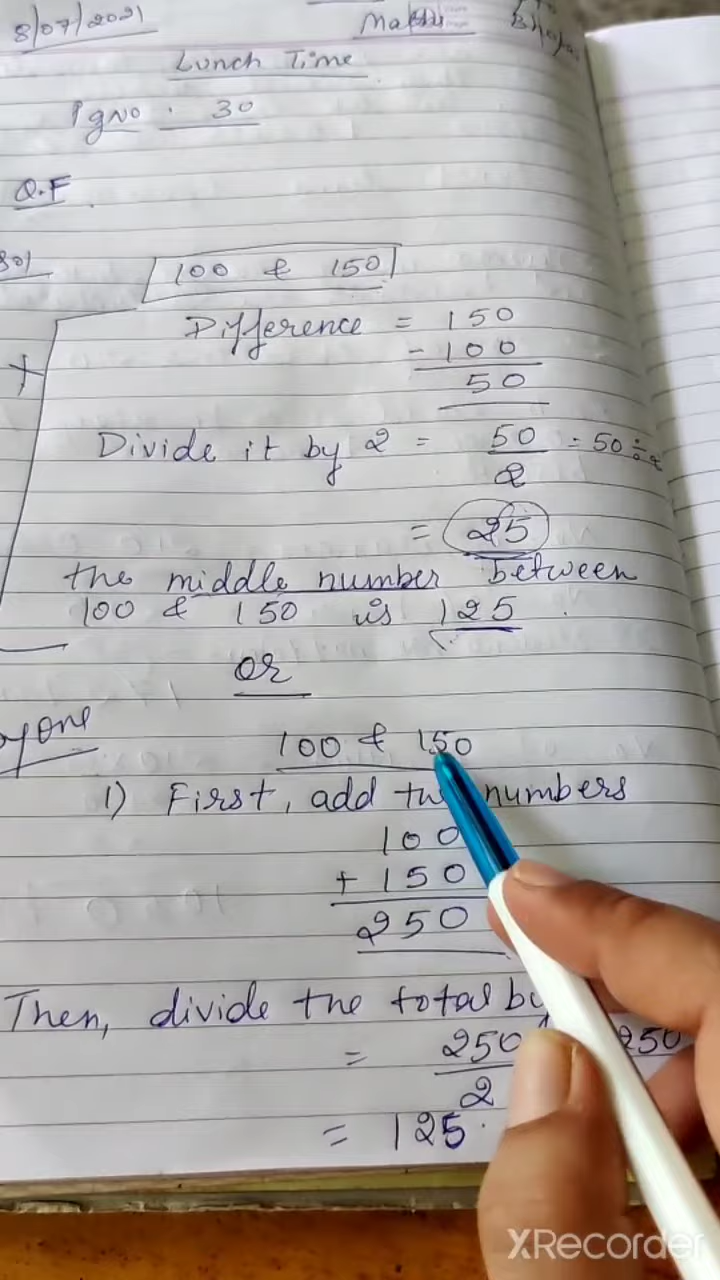 8/07/2021
Maths
Lunch Time
Pg No. 30
Q.F
100 & 150
Difference = 150
- 100
50
Divide it by 2 = 50/2 = 50 ÷ 2
= 25
the middle number between
100 & 150 is 125
or
100 & 150
1) First, add two numbers
100
+ 150
250
Then, divide the total by
= 250/2 250
= 125.
XRecorder